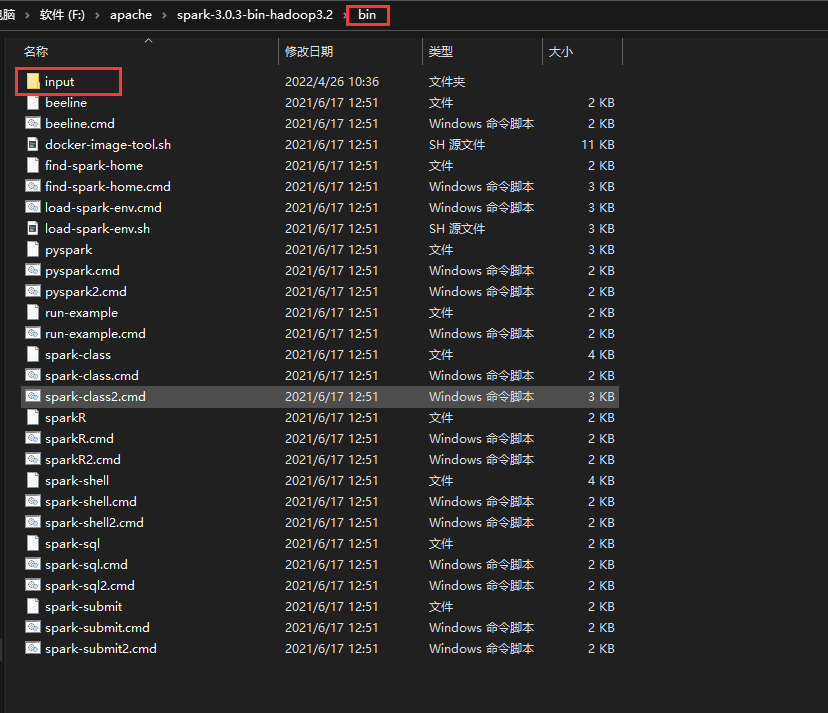 电脑 › 软件 (F:) › apache › spark-3.0.3-bin-hadoop3.2 › bin
名称 修改日期 类型 大小
input 2022/4/26 10:36 文件夹
beeline 2021/6/17 12:51 文件 2 KB
beeline.cmd 2021/6/17 12:51 Windows 命令脚本 2 KB
docker-image-tool.sh 2021/6/17 12:51 SH 源文件 11 KB
find-spark-home 2021/6/17 12:51 文件 2 KB
find-spark-home.cmd 2021/6/17 12:51 Windows 命令脚本 3 KB
load-spark-env.cmd 2021/6/17 12:51 Windows 命令脚本 3 KB
load-spark-env.sh 2021/6/17 12:51 SH 源文件 3 KB
pyspark 2021/6/17 12:51 文件 3 KB
pyspark.cmd 2021/6/17 12:51 Windows 命令脚本 2 KB
pyspark2.cmd 2021/6/17 12:51 Windows 命令脚本 2 KB
run-example 2021/6/17 12:51 文件 2 KB
run-example.cmd 2021/6/17 12:51 Windows 命令脚本 2 KB
spark-class 2021/6/17 12:51 文件 4 KB
spark-class.cmd 2021/6/17 12:51 Windows 命令脚本 2 KB
spark-class2.cmd 2021/6/17 12:51 Windows 命令脚本 3 KB
sparkR 2021/6/17 12:51 文件 2 KB
sparkR.cmd 2021/6/17 12:51 Windows 命令脚本 2 KB
sparkR2.cmd 2021/6/17 12:51 Windows 命令脚本 2 KB
spark-shell 2021/6/17 12:51 文件 4 KB
spark-shell.cmd 2021/6/17 12:51 Windows 命令脚本 2 KB
spark-shell2.cmd 2021/6/17 12:51 Windows 命令脚本 2 KB
spark-sql 2021/6/17 12:51 文件 2 KB
spark-sql.cmd 2021/6/17 12:51 Windows 命令脚本 2 KB
spark-sql2.cmd 2021/6/17 12:51 Windows 命令脚本 2 KB
spark-submit 2021/6/17 12:51 文件 2 KB
spark-submit.cmd 2021/6/17 12:51 Windows 命令脚本 2 KB
spark-submit2.cmd 2021/6/17 12:51 Windows 命令脚本 2 KB